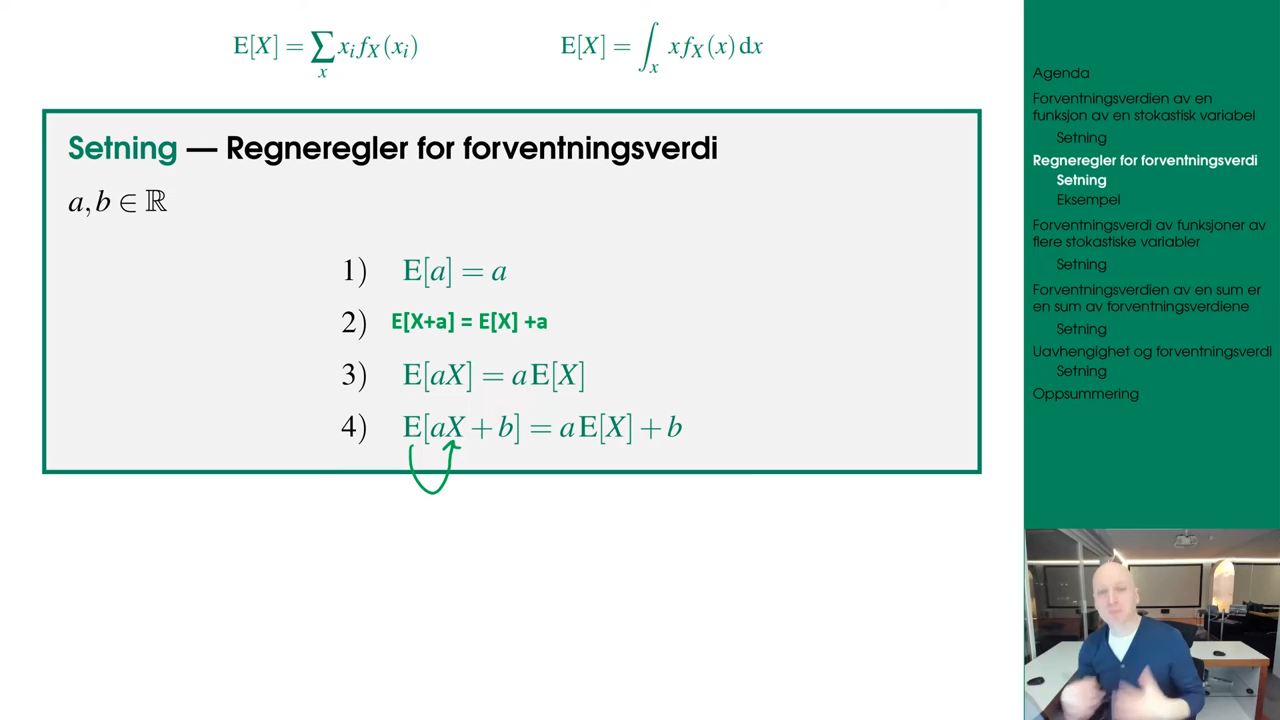 E[X] = ∑ₓ xᵢ f_X(xᵢ)
E[X] = ∫ₓ x f_X(x) dx
Setning — Regneregler for forventningsverdi
a, b ∈ ℝ
1) E[a] = a
2) E[X+a] = E[X] +a
3) E[aX] = a E[X]
4) E[aX + b] = a E[X] + b
Agenda
Forventningsverdien av en
funksjon av en stokastisk variabel
Setning
Regneregler for forventningsverdi
Setning
Eksempel
Forventningsverdi av funksjoner av
flere stokastiske variabler
Setning
Forventningsverdien av en sum er
en sum av forventningsverdiene
Setning
Uavhengighet og forventningsverdi
Setning
Oppsummering